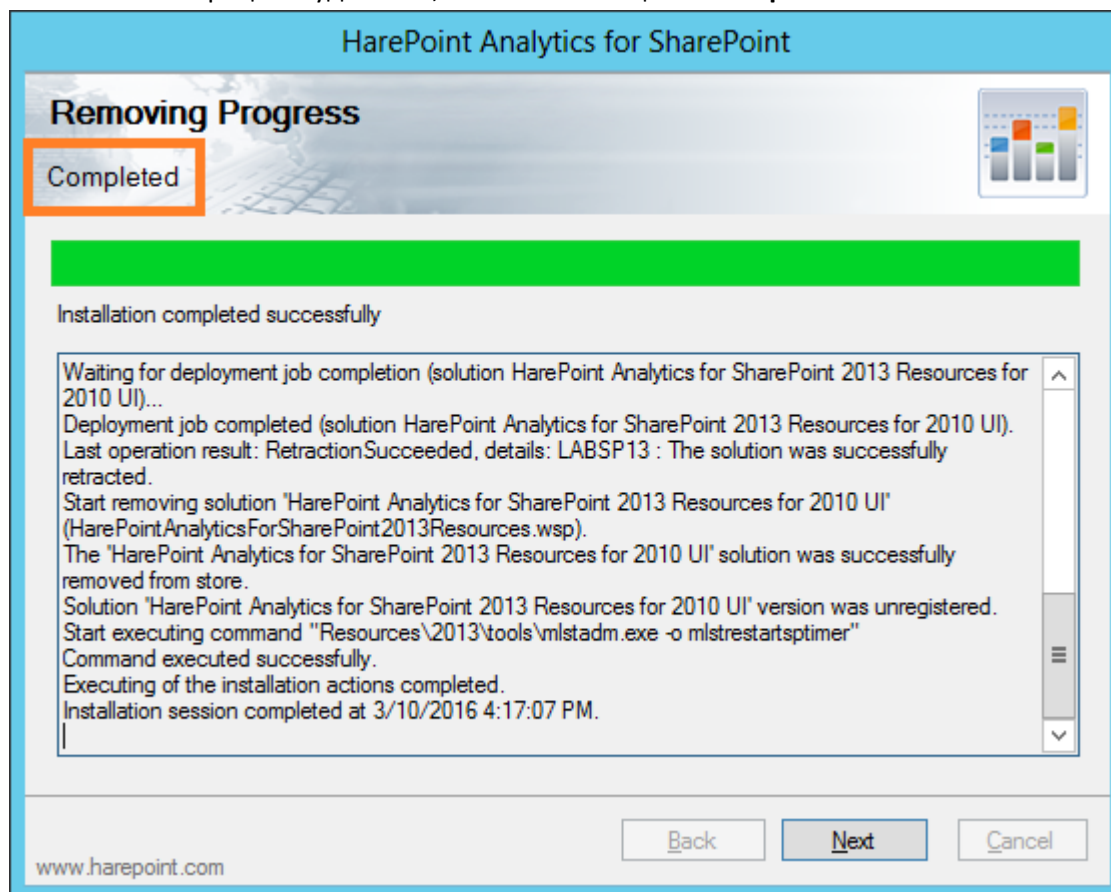 HarePoint Analytics for SharePoint
Removing Progress
Completed
Installation completed successfully
Waiting for deployment job completion (solution HarePoint Analytics for SharePoint 2013 Resources for
2010 UI)...
Deployment job completed (solution HarePoint Analytics for SharePoint 2013 Resources for 2010 UI).
Last operation result: RetractionSucceeded, details: LABSP13 : The solution was successfully
retracted.
Start removing solution 'HarePoint Analytics for SharePoint 2013 Resources for 2010 UI'
(HarePointAnalyticsForSharePoint2013Resources.wsp).
The 'HarePoint Analytics for SharePoint 2013 Resources for 2010 UI' solution was successfully
removed from store.
Solution 'HarePoint Analytics for SharePoint 2013 Resources for 2010 UI' version was unregistered.
Start executing command "Resources\2013\tools\mlstadm.exe -o mlstrestartsptimer"
Command executed successfully.
Executing of the installation actions completed.
Installation session completed at 3/10/2016 4:17:07 PM.
Back Next Cancel
www.harepoint.com